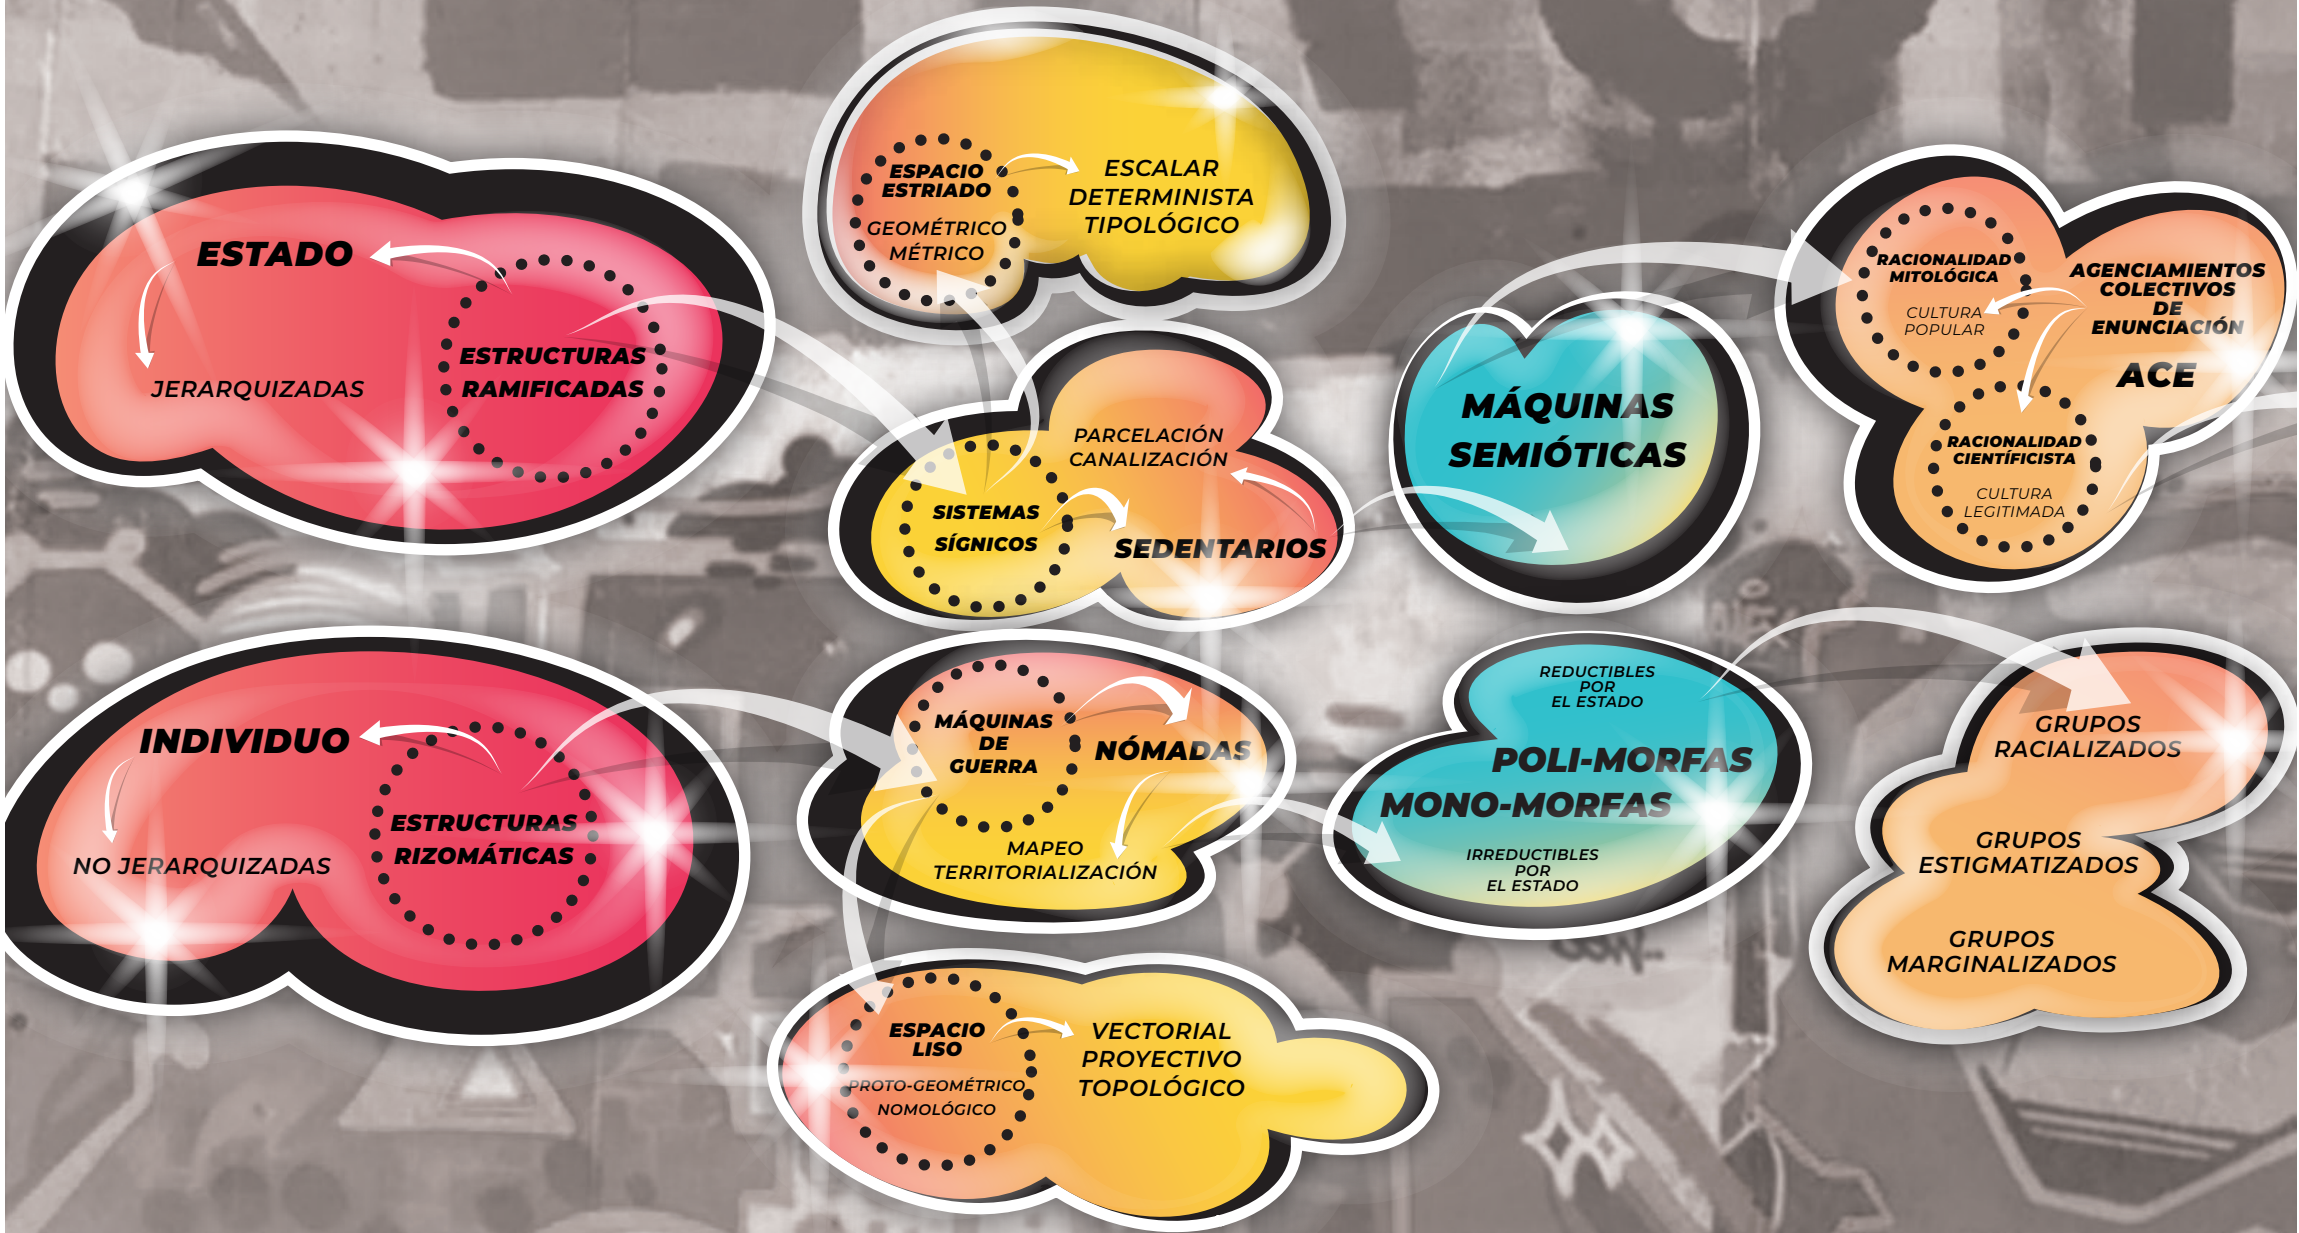 ESTADO
JERARQUIZADAS
ESTRUCTURAS
RAMIFICADAS
ESPACIO
ESTRIADO
GEOMÉTRICO
MÉTRICO
ESCALAR
DETERMINISTA
TIPOLÓGICO
SISTEMAS
SÍGNICOS
PARCELACIÓN
CANALIZACIÓN
SEDENTARIOS
MÁQUINAS
SEMIÓTICAS
RACIONALIDAD
MITOLÓGICA
CULTURA
POPULAR
AGENCIAMIENTOS
COLECTIVOS
DE
ENUNCIACIÓN
ACE
RACIONALIDAD
CIENTÍFICISTA
CULTURA
LEGITIMADA
INDIVIDUO
NO JERARQUIZADAS
ESTRUCTURAS
RIZOMÁTICAS
MÁQUINAS
DE
GUERRA
NÓMADAS
MAPEO
TERRITORIALIZACIÓN
REDUCTIBLES
POR
EL ESTADO
POLI-MORFAS
MONO-MORFAS
IRREDUCTIBLES
POR
EL ESTADO
GRUPOS
RACIALIZADOS
GRUPOS
ESTIGMATIZADOS
GRUPOS
MARGINALIZADOS
ESPACIO
LISO
PROTO-GEOMÉTRICO
NOMOLÓGICO
VECTORIAL
PROYECTIVO
TOPOLÓGICO